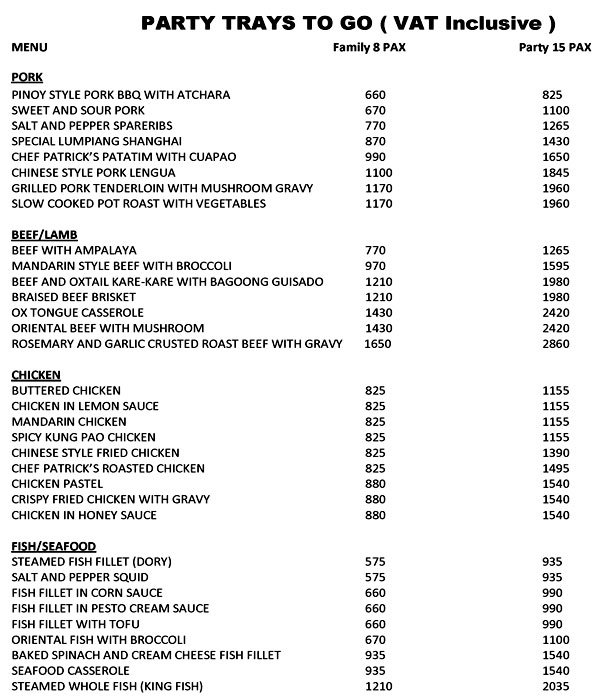 PARTY TRAYS TO GO ( VAT Inclusive )
MENU Family 8 PAX Party 15 PAX
PORK
PINOY STYLE PORK BBQ WITH ATCHARA 660 825
SWEET AND SOUR PORK 670 1100
SALT AND PEPPER SPARERIBS 770 1265
SPECIAL LUMPIANG SHANGHAI 870 1430
CHEF PATRICK'S PATATIM WITH CUAPAO 990 1650
CHINESE STYLE PORK LENGUA 1100 1845
GRILLED PORK TENDERLOIN WITH MUSHROOM GRAVY 1170 1960
SLOW COOKED POT ROAST WITH VEGETABLES 1170 1960
BEEF/LAMB
BEEF WITH AMPALAYA 770 1265
MANDARIN STYLE BEEF WITH BROCCOLI 970 1595
BEEF AND OXTAIL KARE-KARE WITH BAGOONG GUISADO 1210 1980
BRAISED BEEF BRISKET 1210 1980
OX TONGUE CASSEROLE 1430 2420
ORIENTAL BEEF WITH MUSHROOM 1430 2420
ROSEMARY AND GARLIC CRUSTED ROAST BEEF WITH GRAVY 1650 2860
CHICKEN
BUTTERED CHICKEN 825 1155
CHICKEN IN LEMON SAUCE 825 1155
MANDARIN CHICKEN 825 1155
SPICY KUNG PAO CHICKEN 825 1155
CHINESE STYLE FRIED CHICKEN 825 1390
CHEF PATRICK'S ROASTED CHICKEN 825 1495
CHICKEN PASTEL 880 1540
CRISPY FRIED CHICKEN WITH GRAVY 880 1540
CHICKEN IN HONEY SAUCE 880 1540
FISH/SEAFOOD
STEAMED FISH FILLET (DORY) 575 935
SALT AND PEPPER SQUID 575 935
FISH FILLET IN CORN SAUCE 660 990
FISH FILLET IN PESTO CREAM SAUCE 660 990
FISH FILLET WITH TOFU 660 990
ORIENTAL FISH WITH BROCCOLI 670 1100
BAKED SPINACH AND CREAM CHEESE FISH FILLET 935 1540
SEAFOOD CASSEROLE 935 1540
STEAMED WHOLE FISH (KING FISH) 1210 2035